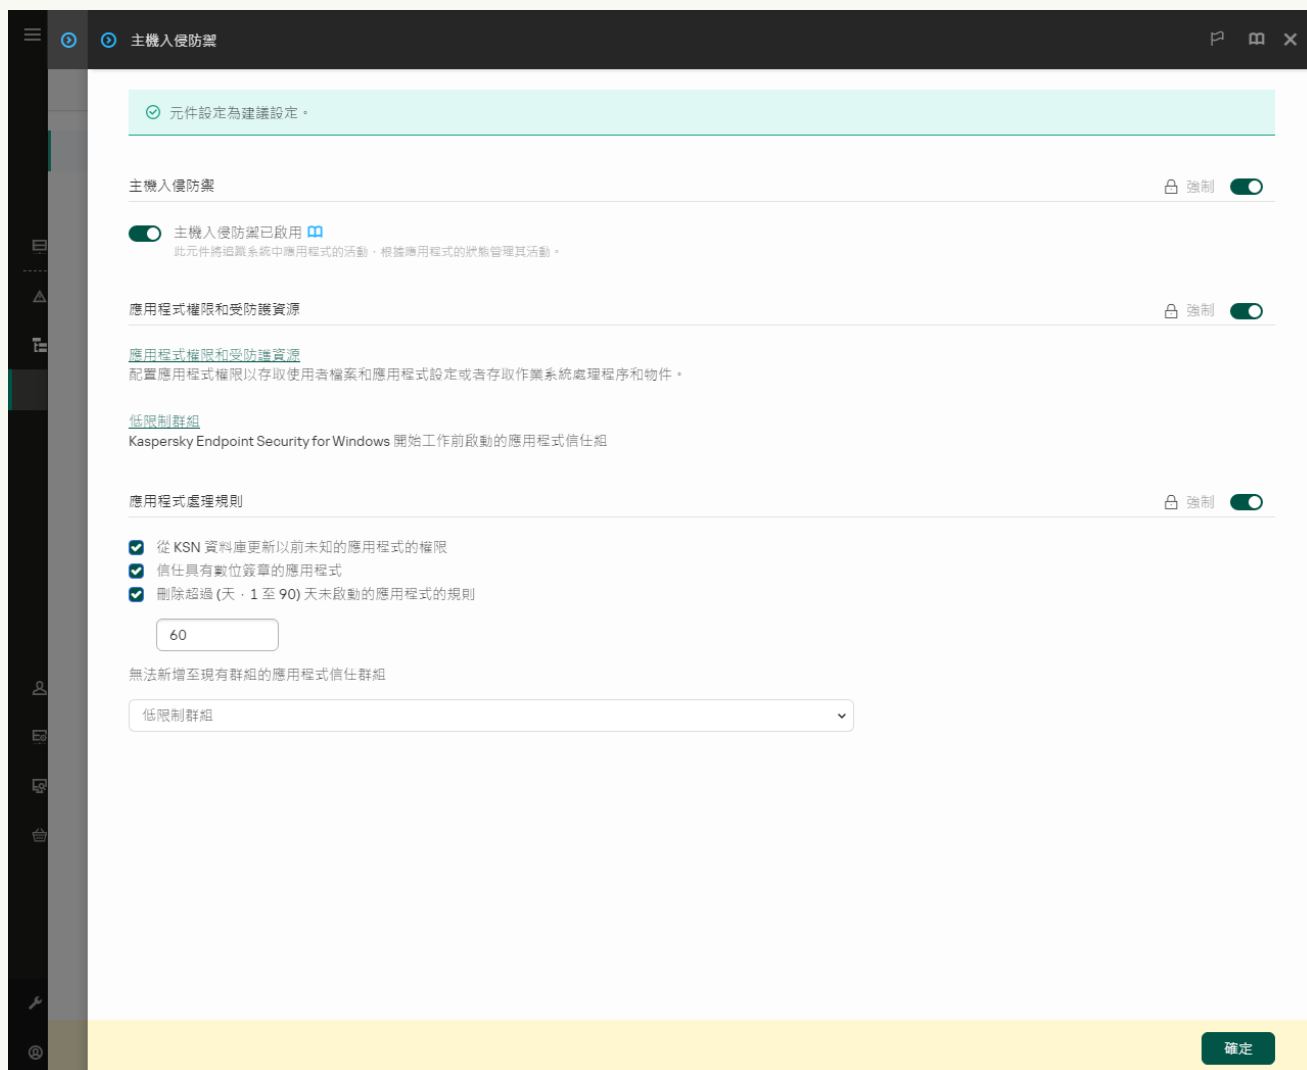 主機入侵防禦
元件設定為建議設定。
主機入侵防禦
強制
主機入侵防禦已啟用
此元件將追蹤系統中應用程式的活動，根據應用程式的狀態管理其活動。
應用程式權限和受防護資源
強制
應用程式權限和受防護資源
配置應用程式權限以存取使用者檔案和應用程式設定或者存取作業系統處理程序和物件。
低限制群組
Kaspersky Endpoint Security for Windows 開始工作前啟動的應用程式信任組
應用程式處理規則
強制
從 KSN 資料庫更新以前未知的應用程式的權限
信任具有數位簽章的應用程式
刪除超過 (天，1 至 90) 天未啟動的應用程式的規則
60
無法新增至現有群組的應用程式信任群組
低限制群組
確定